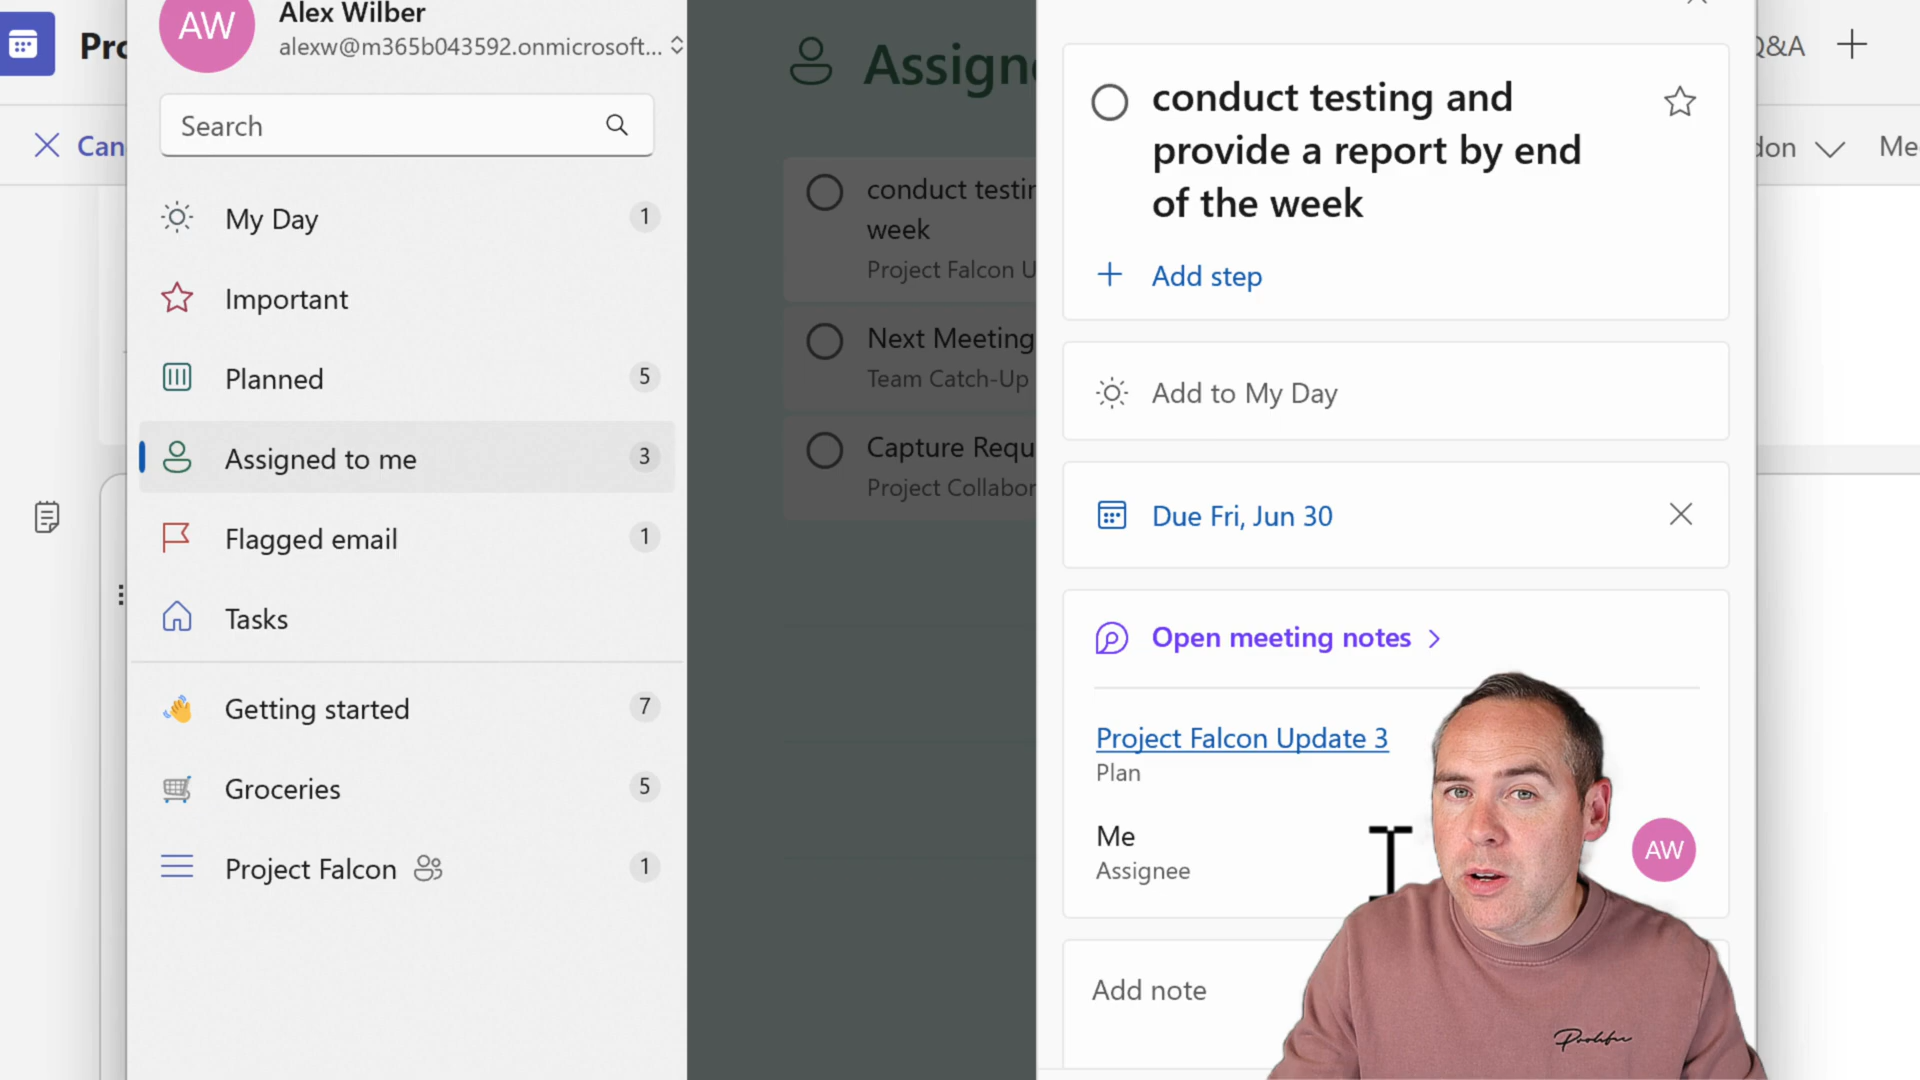 Pro
Can
AW
Alex Wilber
alexw@m365b043592.onmicrosoft...
Search
My Day
1
Important
Planned
5
Assigned to me
3
Flagged email
1
Tasks
Getting started
7
Groceries
5
Project Falcon
1
Assign
conduct testin
week
Project Falcon U
Next Meeting
Team Catch-Up
Capture Requ
Project Collabor
conduct testing and
provide a report by end
of the week
Add step
Add to My Day
Due Fri, Jun 30
Open meeting notes
Project Falcon Update 3
Plan
Me
Assignee
AW
Add note
Q&A
don
Me